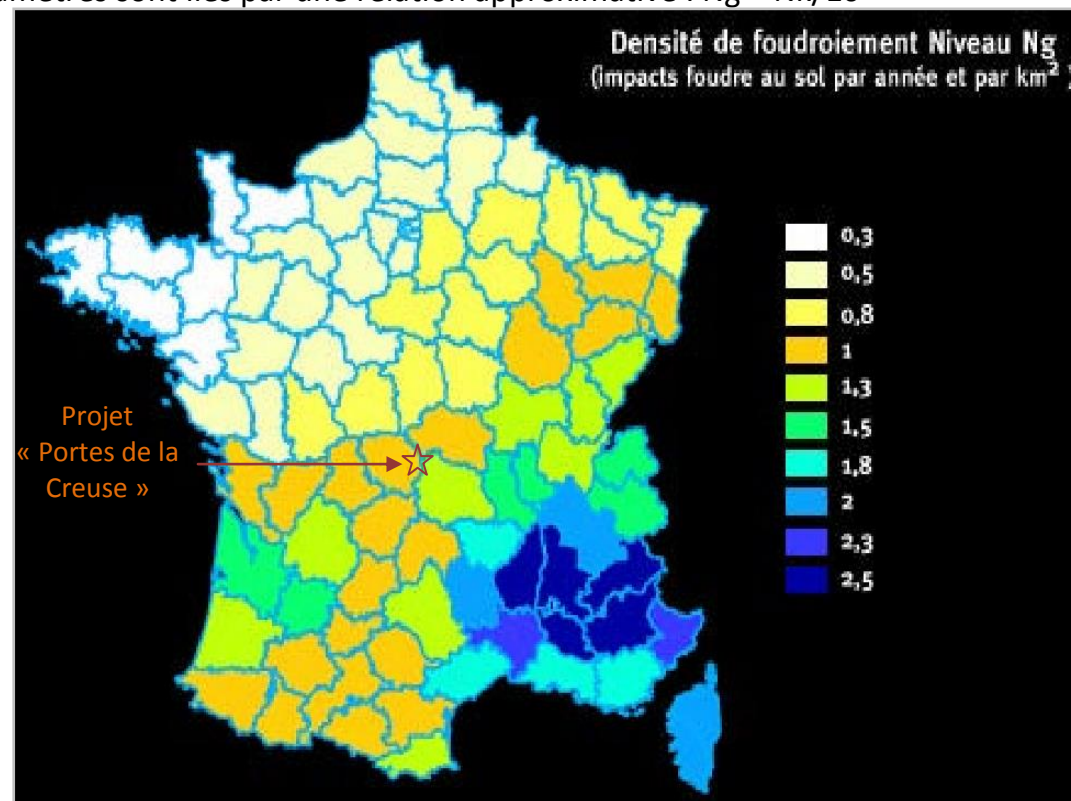 Densité de foudroiement Niveau Ng
(impacts foudre au sol par année et par km²)
0,3
0,5
0,8
1
1,3
1,5
1,8
2
2,3
2,5
Projet
« Portes de la
Creuse »